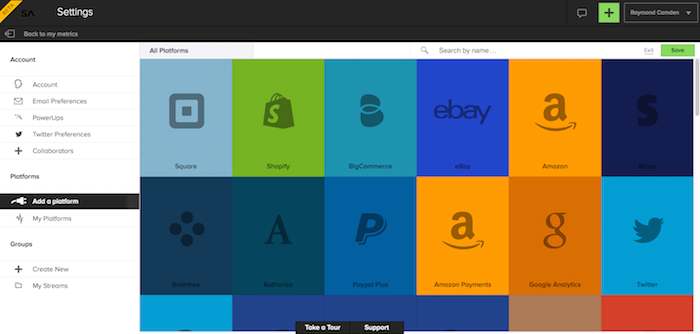 BETA
SA
Settings
Raymond Camden
Back to my metrics
All Platforms
Search by name ...
Exit
Save
Account
Account
Email Preferences
PowerUps
Twitter Preferences
Collaborators
Platforms
Add a platform
My Platforms
Groups
Create New
My Streams
Square
Shopify
BigCommerce
ebay
eBay
Amazon
Stripe
Braintree
Authorize
Paypal Plus
Amazon Payments
Google Analytics
Twitter
Take a Tour
Support